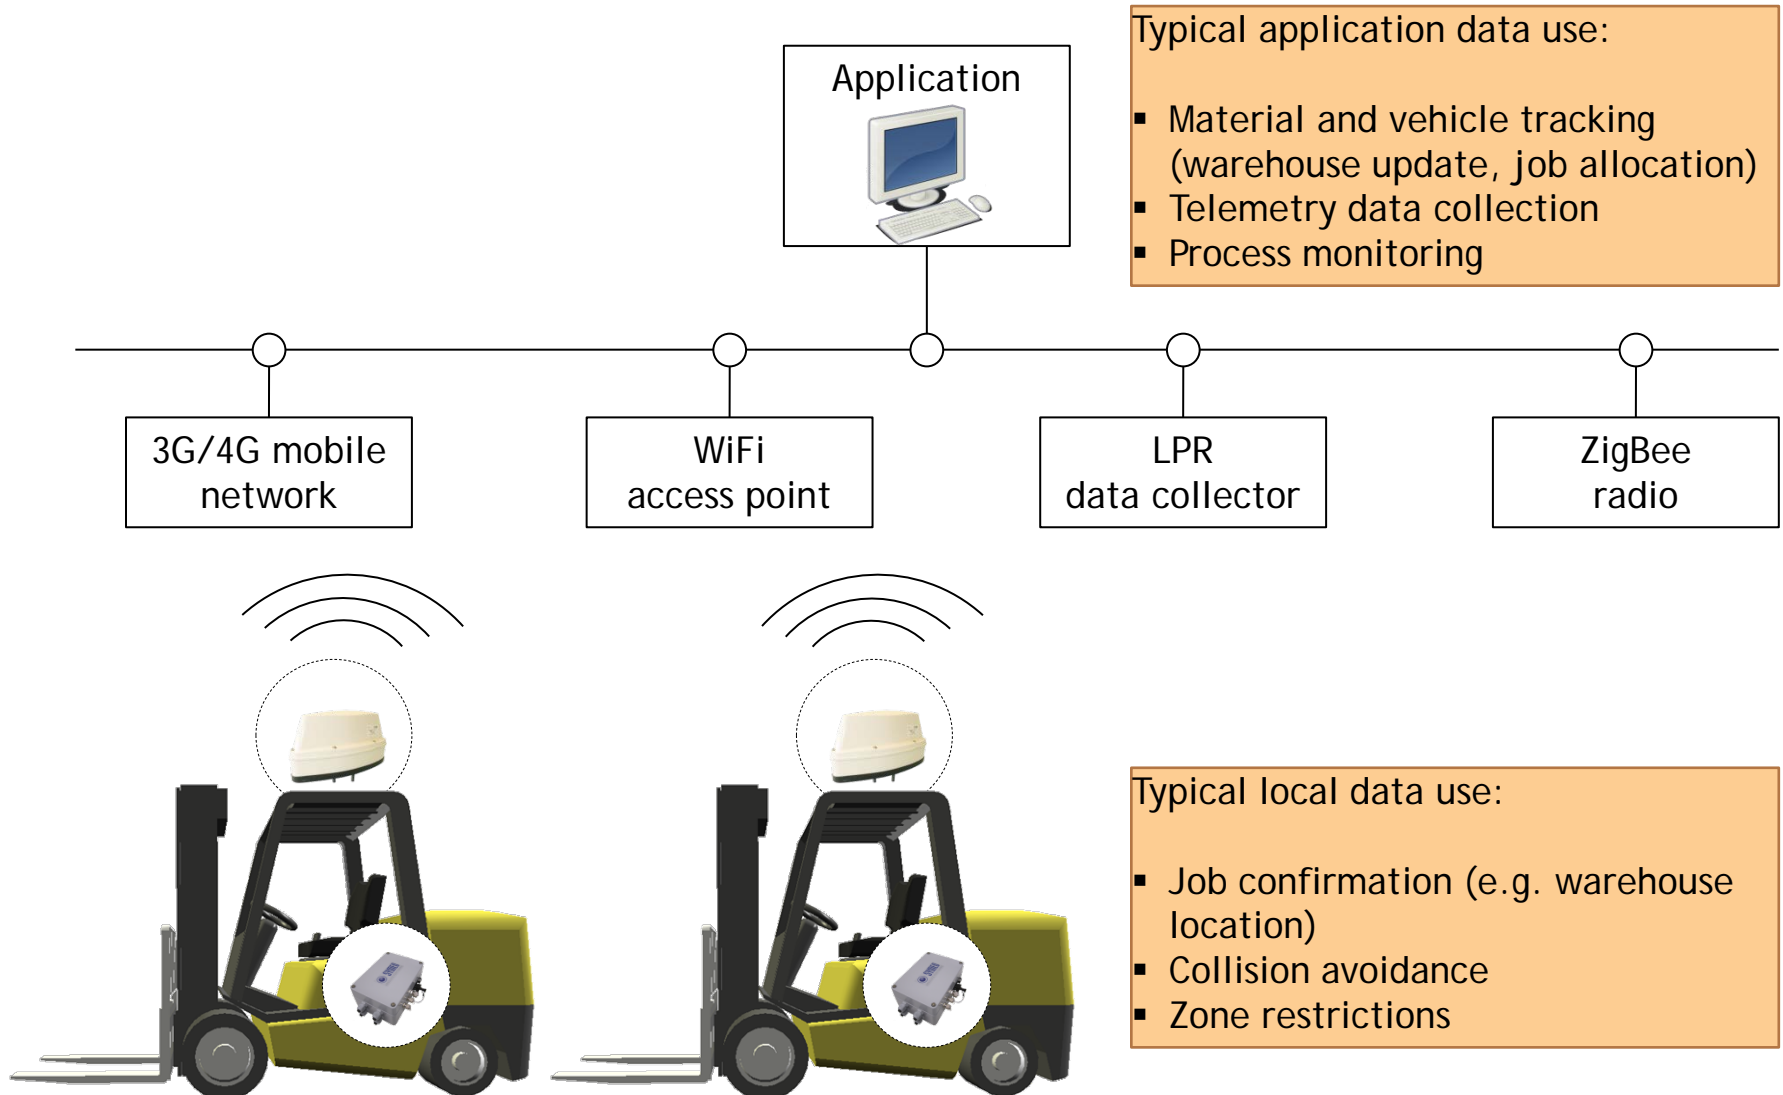 Typical application data use:
▪ Material and vehicle tracking
(warehouse update, job allocation)
▪ Telemetry data collection
▪ Process monitoring
Application
3G/4G mobile
network
WiFi
access point
LPR
data collector
ZigBee
radio
Typical local data use:
▪ Job confirmation (e.g. warehouse
location)
▪ Collision avoidance
▪ Zone restrictions